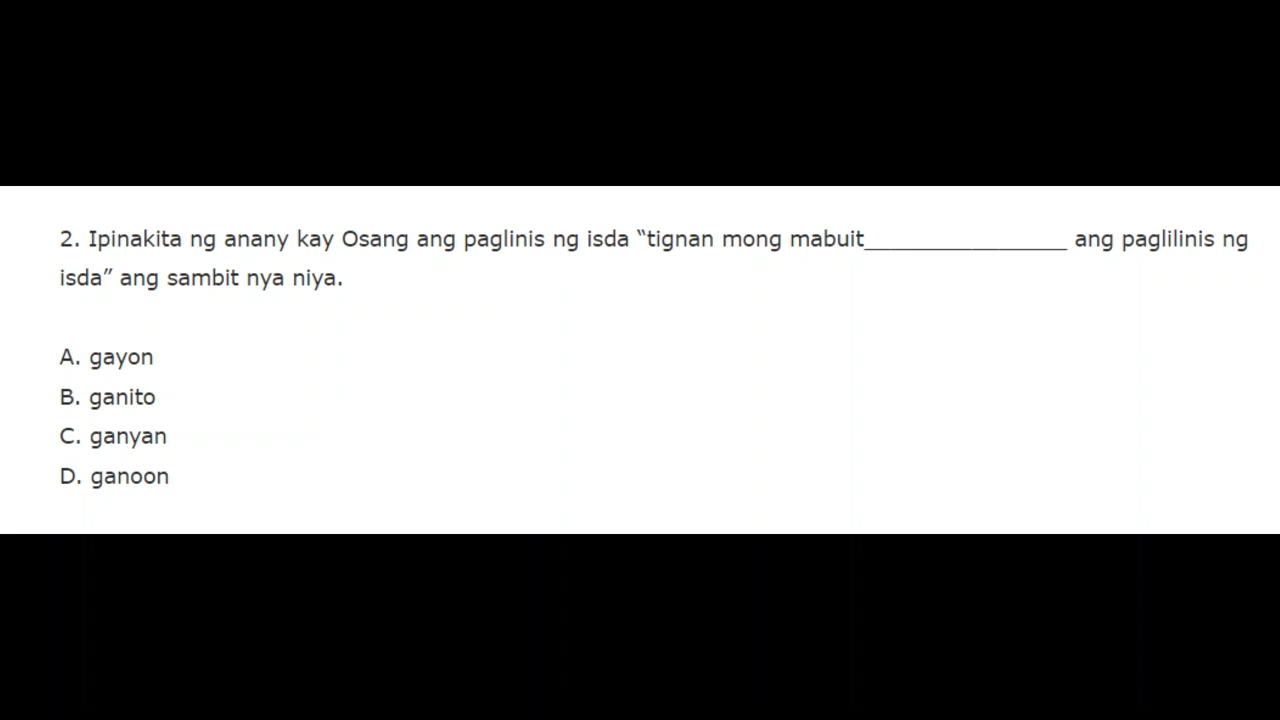 2. Ipinakita ng anany kay Osang ang paglinis ng isda “tignan mong mabuit_________________ ang paglilinis ng
isda” ang sambit nya niya.
A. gayon
B. ganito
C. ganyan
D. ganoon